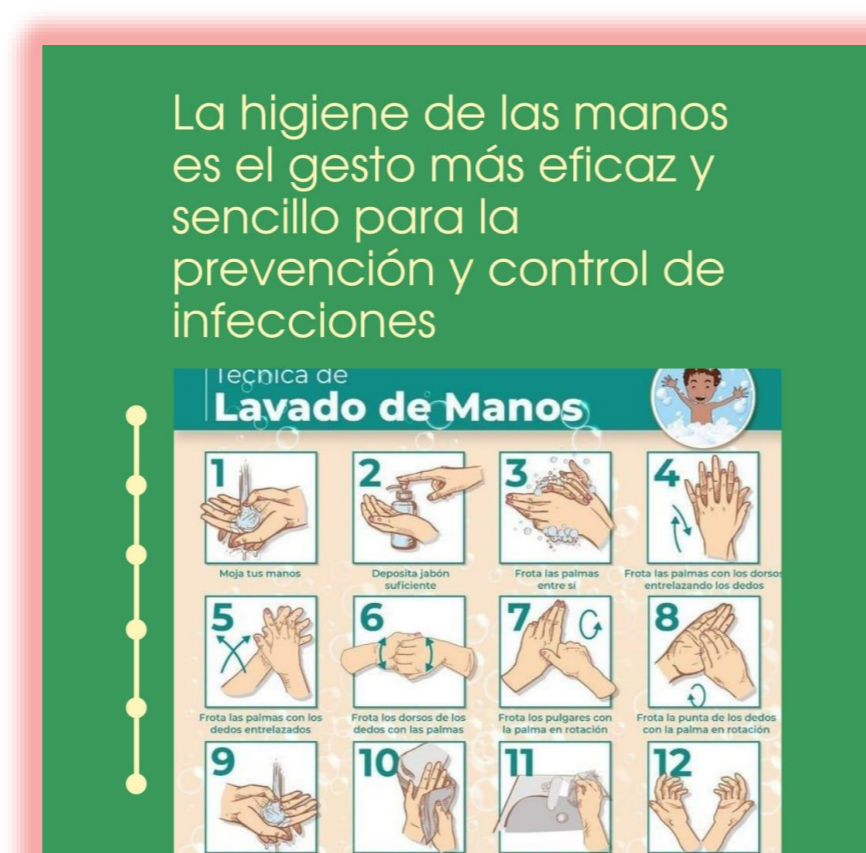 La higiene de las manos
es el gesto más eficaz y
sencillo para la
prevención y control de
infecciones
Técnica de
Lavado de Manos
1
2
3
4
Moja tus manos
Deposita jabón
suficiente
Frota las palmas
entre sí
Frota las palmas con los dorsos
entrelazando los dedos
5
6
7
8
Frota las palmas con los
dedos entrelazados
Frota los dorsos de los
dedos con las palmas
Frota los pulgares con
la palma en rotación
Frota la punta de los dedos
con la palma en rotación
9
10
11
12